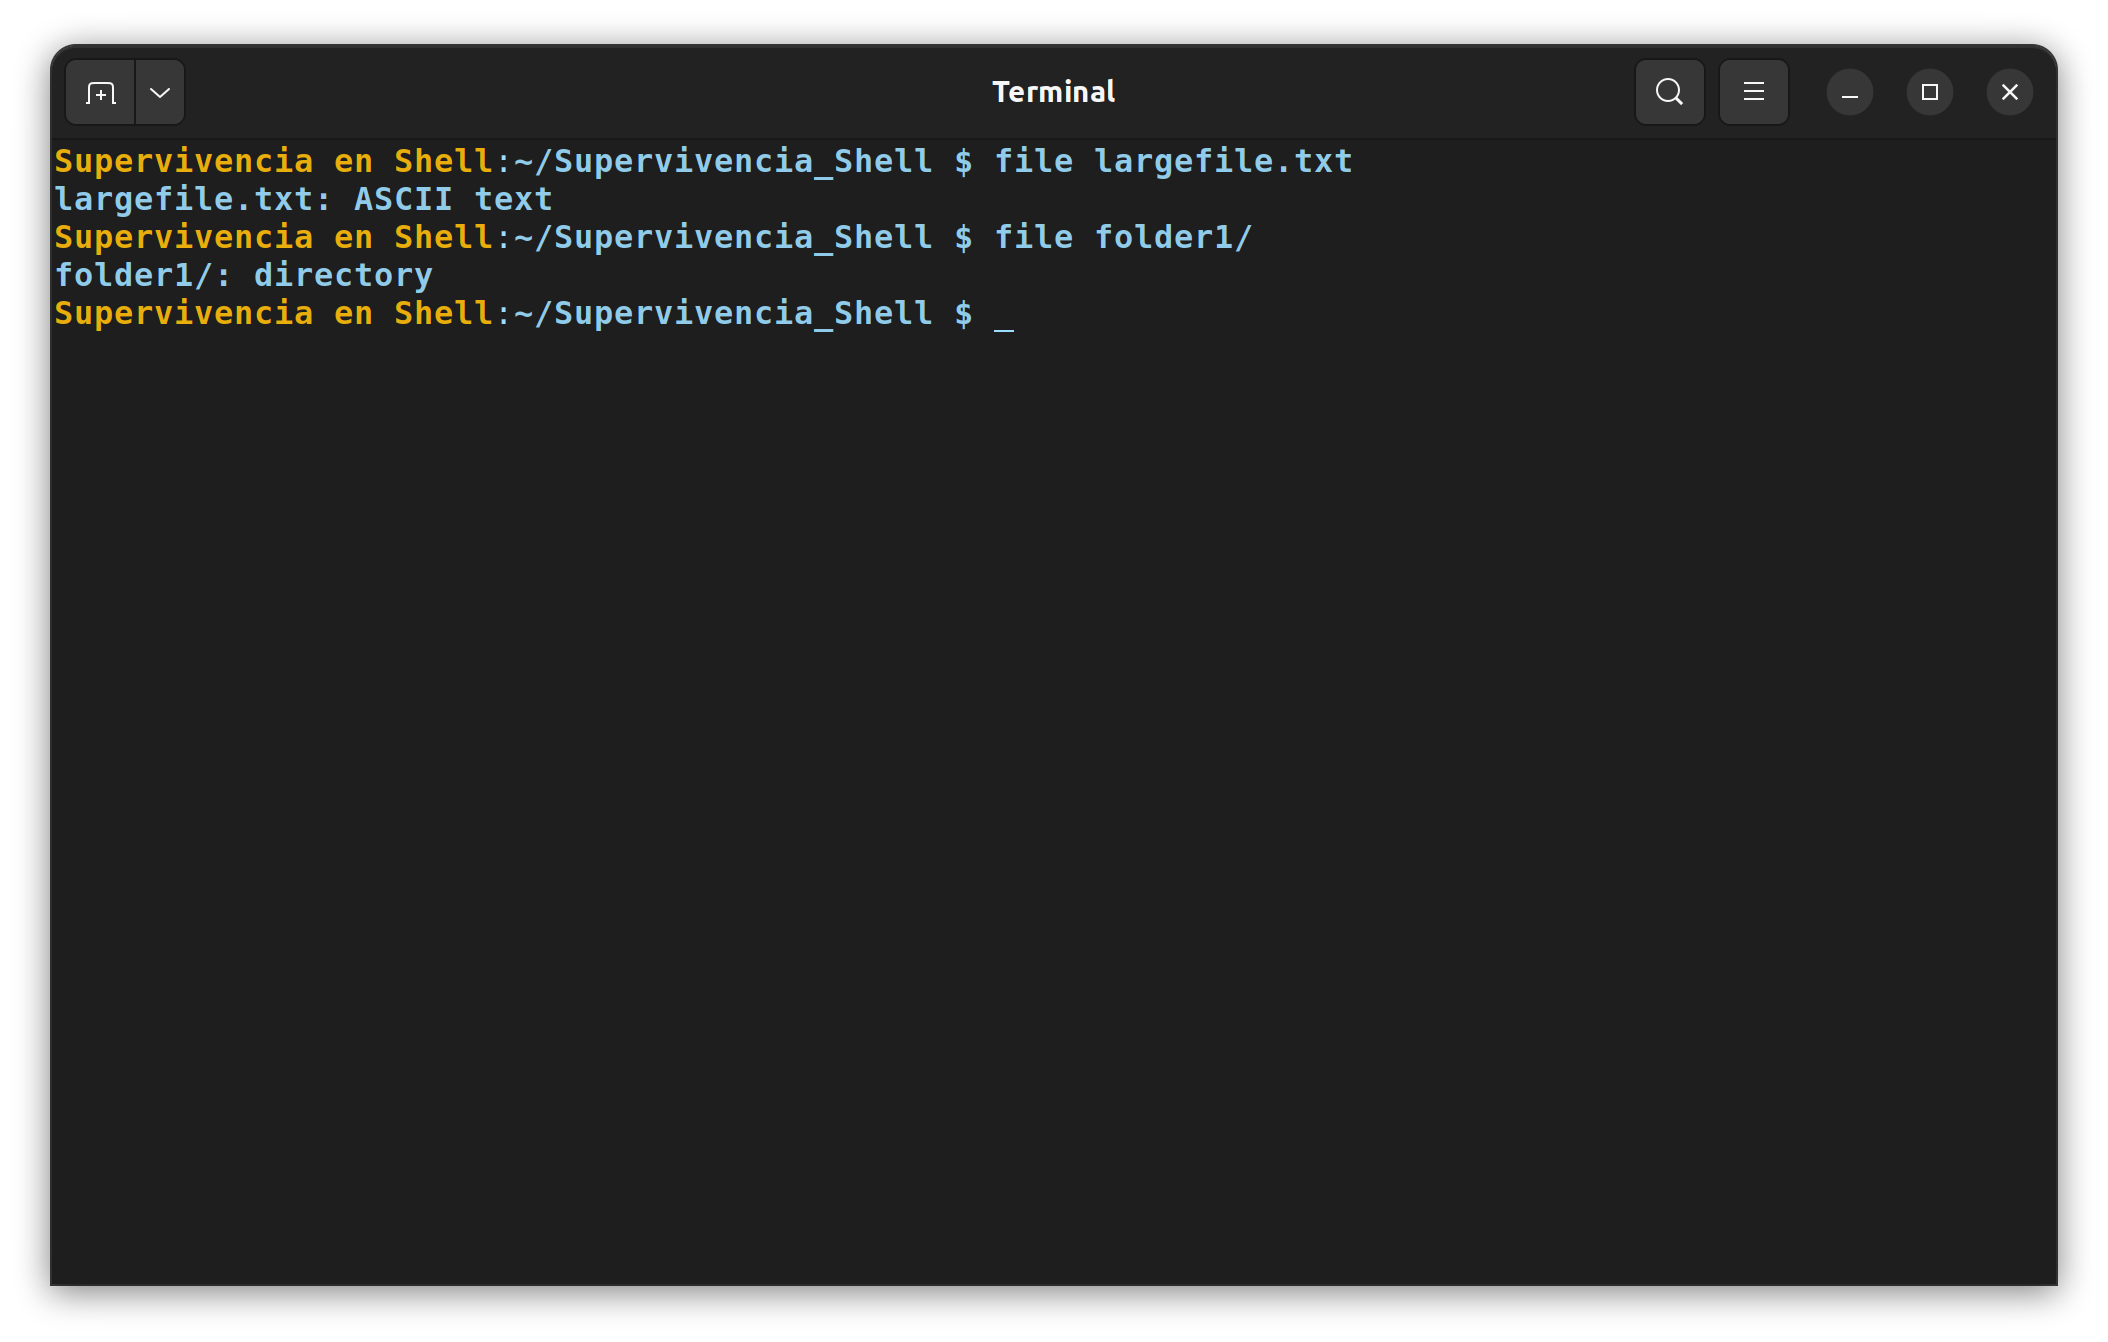 Terminal
Supervivencia en Shell:~/Supervivencia_Shell $ file largefile.txt
largefile.txt: ASCII text
Supervivencia en Shell:~/Supervivencia_Shell $ file folder1/
folder1/: directory
Supervivencia en Shell:~/Supervivencia_Shell $ _